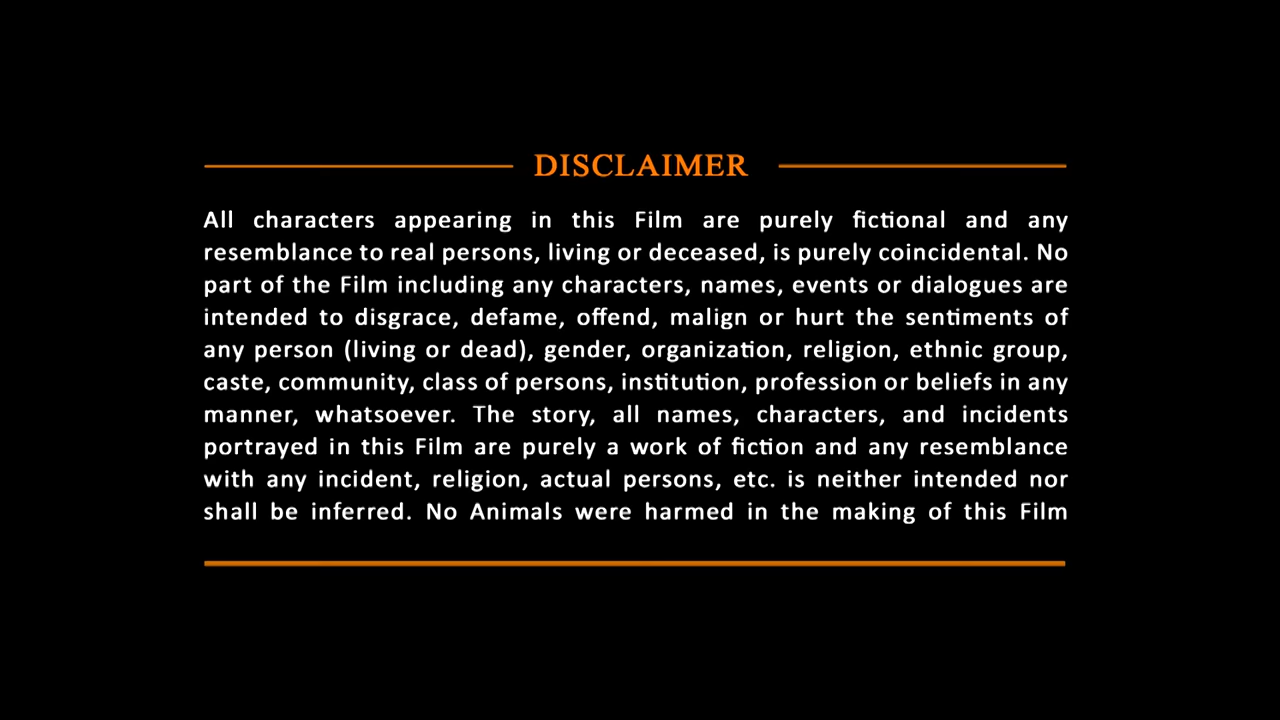 DISCLAIMER
All characters appearing in this Film are purely fictional and any
resemblance to real persons, living or deceased, is purely coincidental. No
part of the Film including any characters, names, events or dialogues are
intended to disgrace, defame, offend, malign or hurt the sentiments of
any person (living or dead), gender, organization, religion, ethnic group,
caste, community, class of persons, institution, profession or beliefs in any
manner, whatsoever. The story, all names, characters, and incidents
portrayed in this Film are purely a work of fiction and any resemblance
with any incident, religion, actual persons, etc. is neither intended nor
shall be inferred. No Animals were harmed in the making of this Film